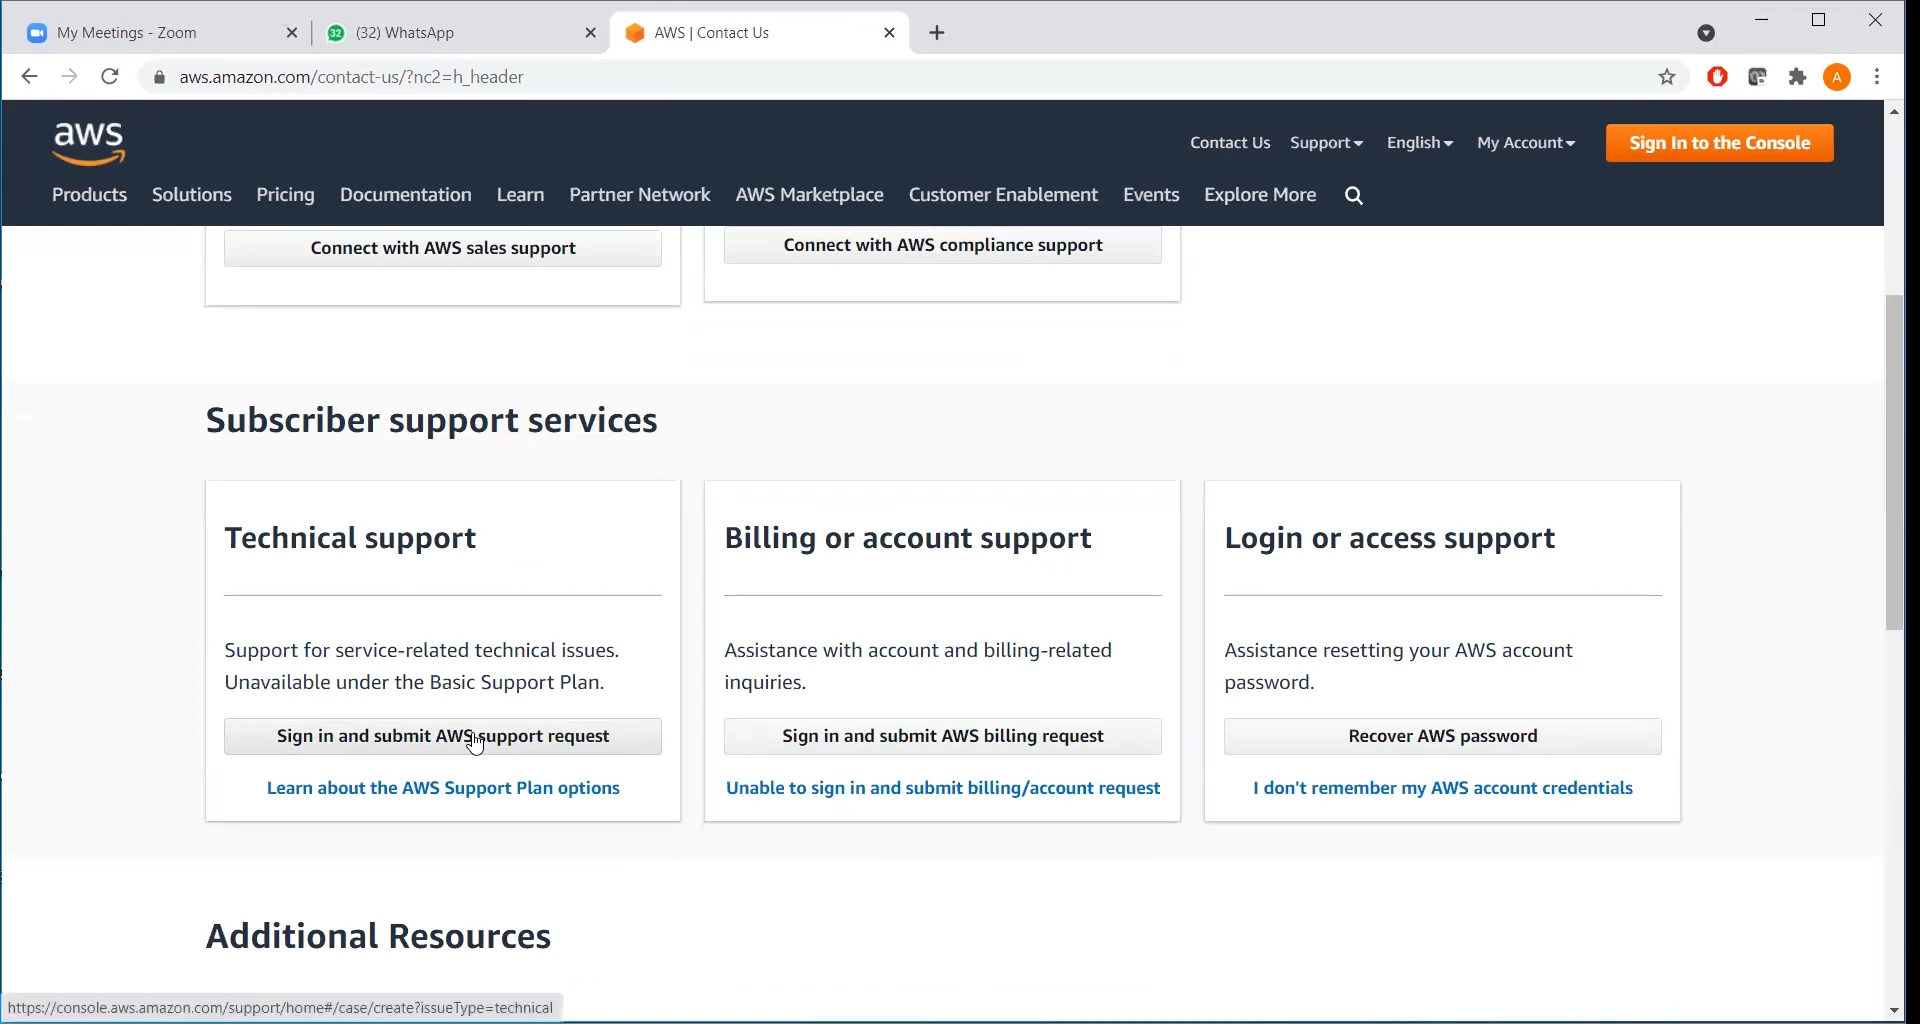 My Meetings - Zoom
32
(32) WhatsApp
AWS | Contact Us
aws.amazon.com/contact-us/?nc2=h_header
A
aws
Contact Us
Support
English
My Account
Sign In to the Console
Products
Solutions
Pricing
Documentation
Learn
Partner Network
AWS Marketplace
Customer Enablement
Events
Explore More
Connect with AWS sales support
Connect with AWS compliance support
Subscriber support services
Technical support
Support for service-related technical issues.
Unavailable under the Basic Support Plan.
Sign in and submit AWS support request
Learn about the AWS Support Plan options
Billing or account support
Assistance with account and billing-related
inquiries.
Sign in and submit AWS billing request
Unable to sign in and submit billing/account request
Login or access support
Assistance resetting your AWS account
password.
Recover AWS password
I don't remember my AWS account credentials
Additional Resources
https://console.aws.amazon.com/support/home#/case/create?issueType=technical